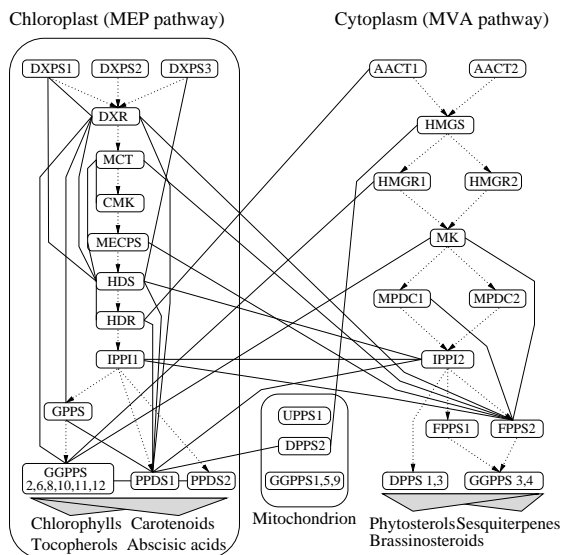 Chloroplast (MEP pathway)
Cytoplasm (MVA pathway)
DXPS1 DXPS2 DXPS3
AACT1 AACT2
DXR
HMGS
MCT
HMGR1 HMGR2
CMK
MECPS
MK
HDS
MPDC1 MPDC2
HDR
IPPI1
IPPI2
GPPS
UPPS1
FPPS1 FPPS2
DPPS2
GGPPS
2,6,8,10,11,12
PPDS1 PPDS2
GGPPS1,5,9
DPPS 1,3 GGPPS 3,4
Mitochondrion
Chlorophylls Carotenoids
Tocopherols Abscisic acids
Phytosterols Sesquiterpenes
Brassinosteroids